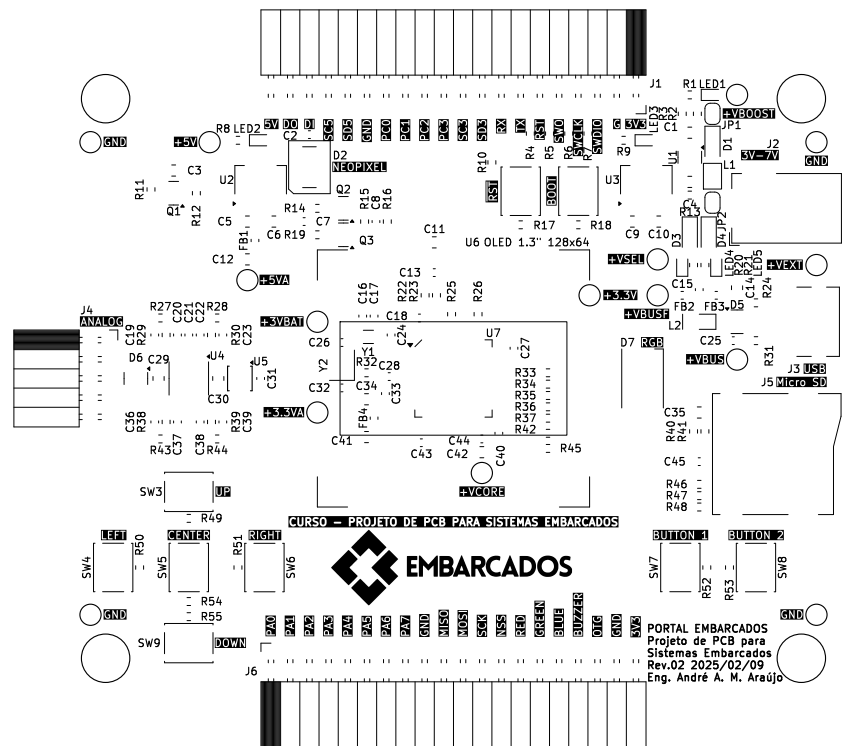 J1
R1 LED1
+VBOOST
5V DO DI SC5 SD5 GND PC0 PC1 PC2 PC3 SC3 SD3 RX TX RST SWO SWCLK SWDIO G 3V3
LED3
R3
R2
JP1
C1
D1
J2
3V-7V
GND
GND
+5V
R8 LED2
C2
D2
NEOPIXEL
C3
U2
R11
R12
Q1
C5
C6
R14
R19
C7
Q2
Q3
R15
C8
R16
FB1
C12
+5VA
R10
R4
R5
R6
R7
RST
BOOT
R17
R18
R9
U3
U1
L1
C4
R13
JP2
C9
C10
D3
D4
LED4
R20
R21
LED5
+VSEL
+VEXT
U6 OLED 1.3" 128x64
C11
C13
R22
R23
R25
R26
+3.3V
+VBUSF
C15
FB2
FB3
C14
R24
D5
L2
C25
R31
+VBUS
J3 USB
J5 Micro SD
J4
ANALOG
R27
C20
C21
C22
R28
C19
R29
R30
C23
+3VBAT
C16
C17
C18
C24
C26
Y1
Y2
R32
C28
C34
C33
C32
FB4
U7
C27
R33
R34
R35
R36
R37
R42
R45
D6
C29
U4
C30
U5
C31
+3.3VA
C36
R38
R43
C37
C38
R44
R39
C39
C41
C43
C44
C42
C40
+VCORE
D7 RGB
C35
R40
R41
C45
R46
R47
R48
SW3
UP
R49
CURSO - PROJETO DE PCB PARA SISTEMAS EMBARCADOS
LEFT
CENTER
RIGHT
BUTTON 1
BUTTON 2
SW4
R50
SW5
R51
SW6
SW7
R52
R53
SW8
EMBARCADOS
R54
R55
GND
GND
SW9
DOWN
PA0 PA1 PA2 PA3 PA4 PA5 PA6 PA7 GND MISO MOSI SCK NSS RED GREEN BLUE BUZZER OTG GND 3V3
J6
PORTAL EMBARCADOS
Projeto de PCB para
Sistemas Embarcados
Rev.02 2025/02/09
Eng. André A. M. Araújo